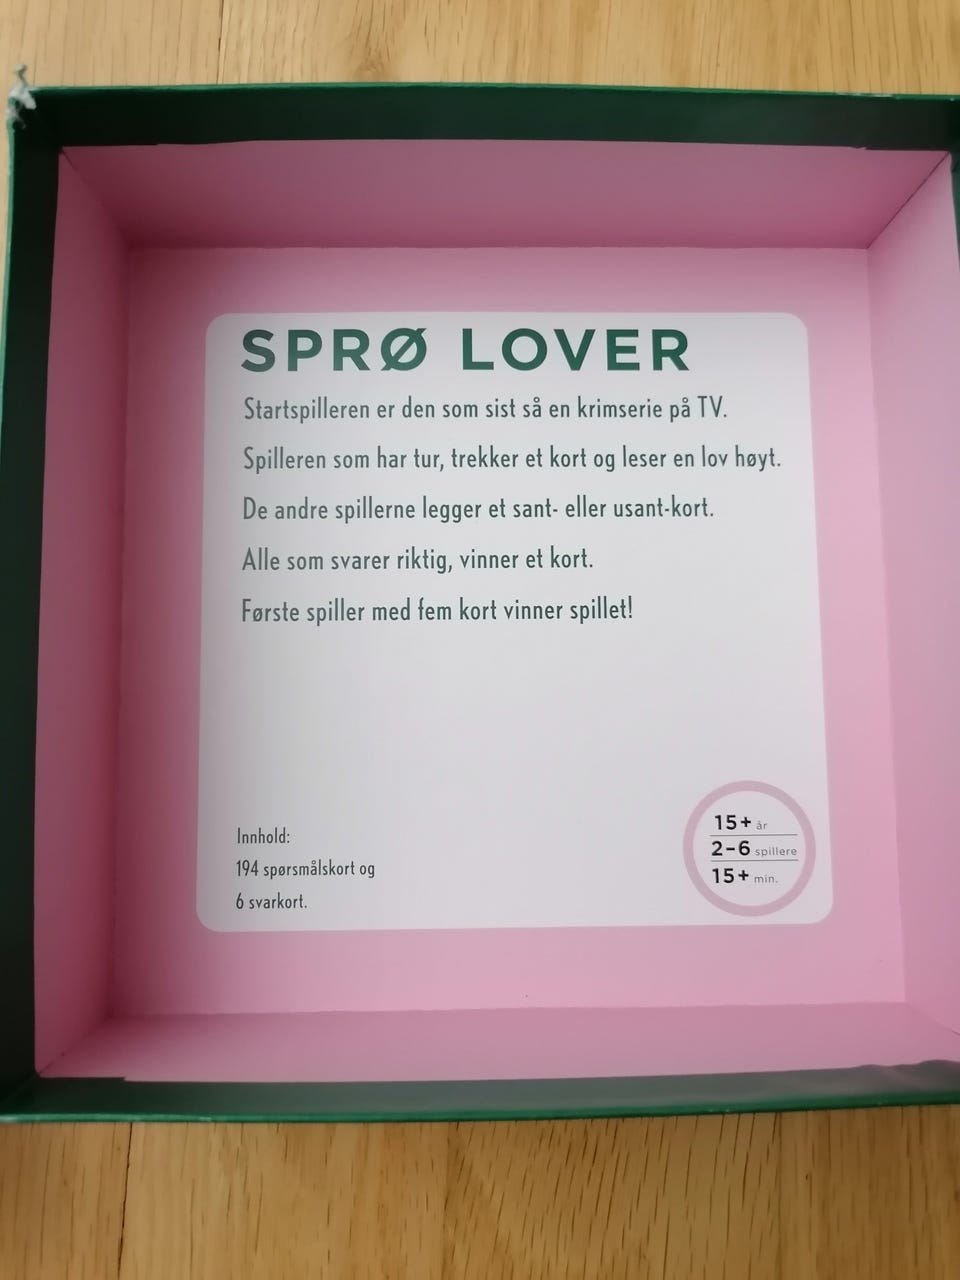 SPRØ LOVER
Startspilleren er den som sist så en krimserie på TV.
Spilleren som har tur, trekker et kort og leser en lov høyt.
De andre spillerne legger et sant- eller usant-kort.
Alle som svarer riktig, vinner et kort.
Første spiller med fem kort vinner spillet!
Innhold:
194 spørsmålskort og
6 svarkort.
15+ år
2–6 spillere
15+ min.